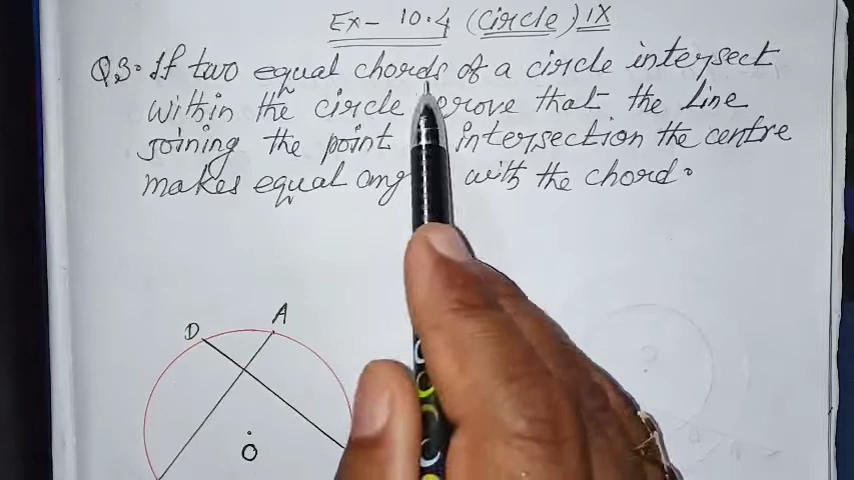 Ex- 10.4 (Circle) IX
Q3. If two equal chords of a circle intersect
within the circle prove that the Line
Joining the point intersection the centre
makes equal with the chord.
D A
O